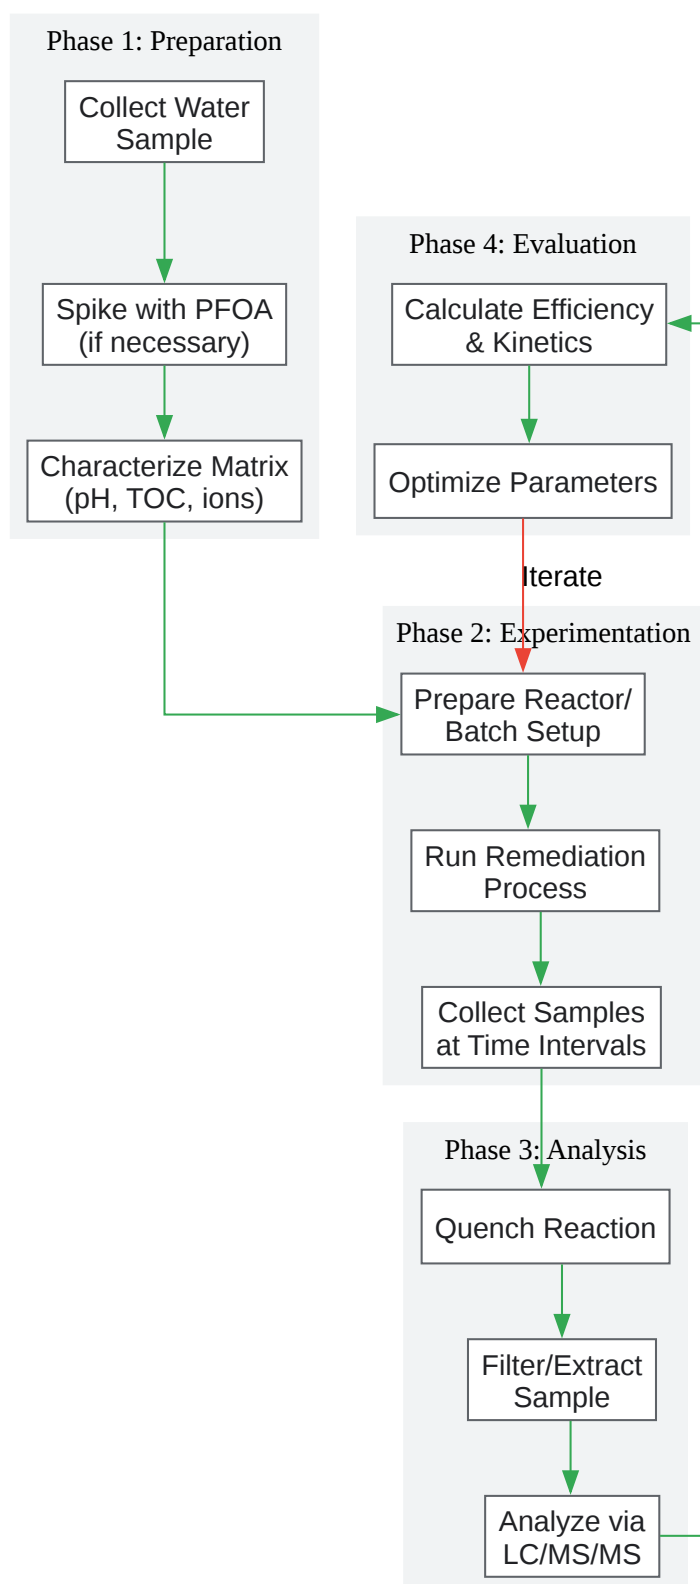 Phase 1: Preparation
Collect Water
Sample
Spike with PFOA
(if necessary)
Characterize Matrix
(pH, TOC, ions)
Phase 4: Evaluation
Calculate Efficiency
& Kinetics
Optimize Parameters
Iterate
Phase 2: Experimentation
Prepare Reactor/
Batch Setup
Run Remediation
Process
Collect Samples
at Time Intervals
Phase 3: Analysis
Quench Reaction
Filter/Extract
Sample
Analyze via
LC/MS/MS